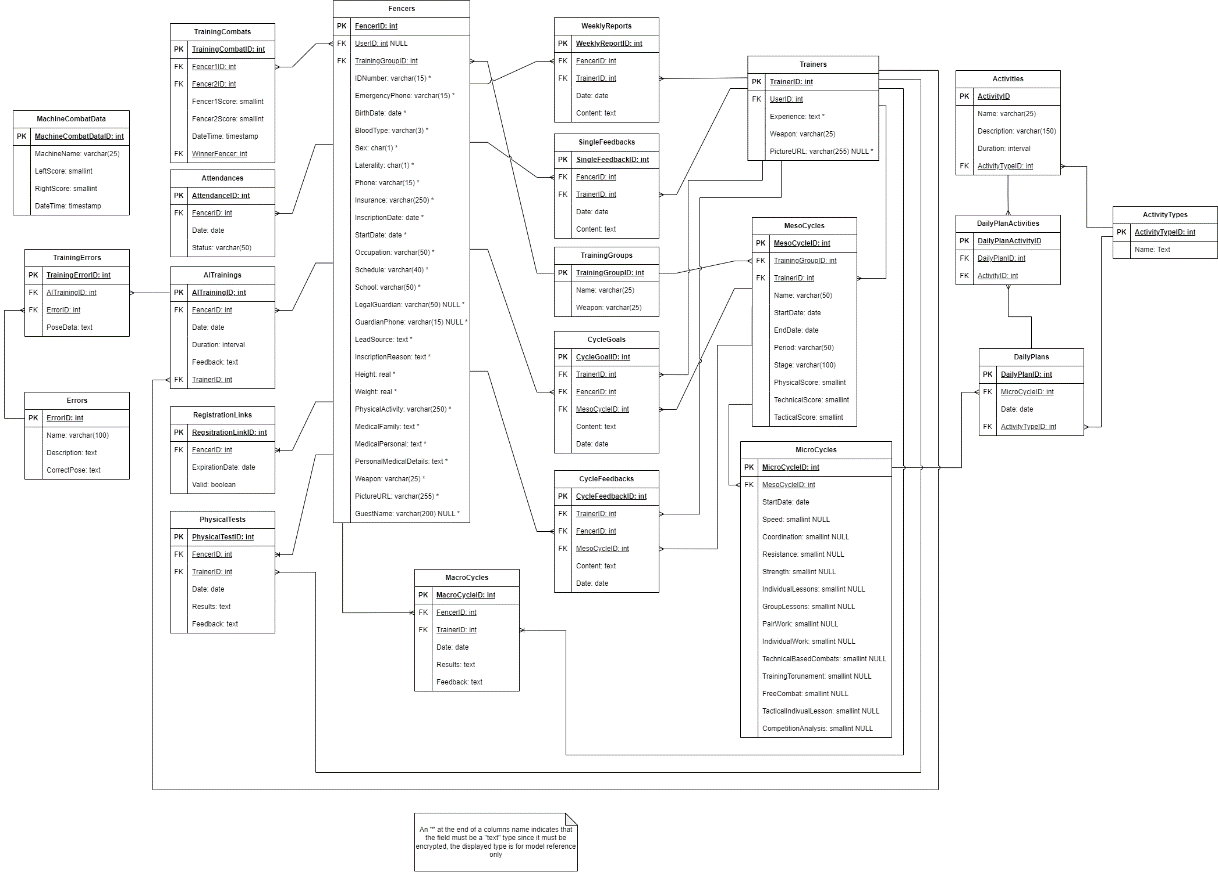 Fencers
PK FencerID: int
FK UserID: int NULL
FK TrainingGroupID: int
IDNumber: varchar(15) *
EmergencyPhone: varchar(15) *
BirthDate: date *
BloodType: varchar(3) *
Sex: char(1) *
Laterality: char(1) *
Phone: varchar(15) *
Insurance: varchar(250) *
InscriptionDate: date *
StartDate: date *
Occupation: varchar(50) *
Schedule: varchar(40) *
School: varchar(50) *
LegalGuardian: varchar(50) NULL *
GuardianPhone: varchar(15) NULL *
LeadSource: text *
InscriptionReason: text *
Height: real *
Weight: real *
PhysicalActivity: varchar(250) *
MedicalFamily: text *
MedicalPersonal: text *
PersonalMedicalDetails: text *
Weapon: varchar(25) *
PictureURL: varchar(255) *
GuestName: varchar(200) NULL *
TrainingCombats
PK TrainingCombatID: int
FK Fencer1ID: int
FK Fencer2ID: int
Fencer1Score: smallint
Fencer2Score: smallint
DateTime: timestamp
FK WinnerFencer: int
MachineCombatData
PK MachineCombatDataID: int
MachineName: varchar(25)
LeftScore: smallint
RightScore: smallint
DateTime: timestamp
Attendances
PK AttendanceID: int
FK FencerID: int
Date: date
Status: varchar(50)
TrainingErrors
PK TrainingErrorID: int
FK AITrainingID: int
FK ErrorID: int
PoseData: text
AITrainings
PK AITrainingID: int
FK FencerID: int
Date: date
Duration: interval
Feedback: text
FK TrainerID: int
Errors
PK ErrorID: int
Name: varchar(100)
Description: text
CorrectPose: text
RegistrationLinks
PK RegsitrationLinkID: int
FK FencerID: int
ExpirationDate: date
Valid: boolean
PhysicalTests
PK PhysicalTestID: int
FK FencerID: int
FK TrainerID: int
Date: date
Results: text
Feedback: text
MacroCycles
PK MacroCycleID: int
FK FencerID: int
FK TrainerID: int
Date: date
Results: text
Feedback: text
WeeklyReports
PK WeeklyReportID: int
FK FencerID: int
FK TrainerID: int
Date: date
Content: text
SingleFeedbacks
PK SingleFeedbackID: int
FK FencerID: int
FK TrainerID: int
Date: date
Content: text
TrainingGroups
PK TrainingGroupID: int
Name: varchar(25)
Weapon: varchar(25)
CycleGoals
PK CycleGoalID: int
FK TrainerID: int
FK FencerID: int
FK MesoCycleID: int
Content: text
Date: date
CycleFeedbacks
PK CycleFeedbackID: int
FK TrainerID: int
FK FencerID: int
FK MesoCycleID: int
Content: text
Date: date
Trainers
PK TrainerID: int
FK UserID: int
Experience: text *
Weapon: varchar(25)
PictureURL: varchar(255) NULL *
MesoCycles
PK MesoCycleID: int
FK TrainingGroupID: int
FK TrainerID: int
Name: varchar(50)
StartDate: date
EndDate: date
Period: varchar(50)
Stage: varchar(100)
PhysicalScore: smallint
TechnicalScore: smallint
TacticalScore: smallint
MicroCycles
PK MicroCycleID: int
FK MesoCycleID: int
StartDate: date
Speed: smallint NULL
Coordination: smallint NULL
Resistance: smallint NULL
Strength: smallint NULL
IndividualLessons: smallint NULL
GroupLessons: smallint NULL
PairWork: smallint NULL
IndividualWork: smallint NULL
TechnicalBasedCombats: smallint NULL
TrainingTorunament: smallint NULL
FreeCombat: smallint NULL
TacticalIndivualLesson: smallint NULL
CompetitionAnalysis: smallint NULL
Activities
PK ActivityID
Name: varchar(25)
Description: varchar(150)
Duration: interval
FK ActivityTypeID: int
DailyPlanActivities
PK DailyPlanActivityID
FK DailyPlanID: int
FK ActivityID: int
ActivityTypes
PK ActivityTypeID: int
Name: Text
DailyPlans
PK DailyPlanID: int
FK MicroCycleID: int
Date: date
FK ActivityTypeID: int
An "*" at the end of a columns name indicates that
the field must be a "text" type since it must be
encrypted, the displayed type is for model reference
only